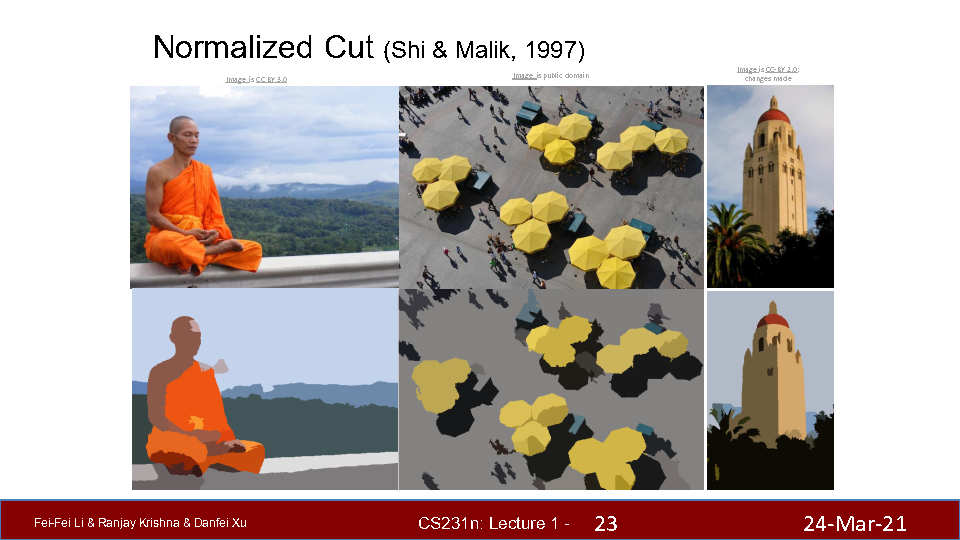 Normalized Cut (Shi & Malik, 1997)
Image is CC BY 3.0
Image is public domain
Image is CC-BY 2.0;
changes made
Fei-Fei Li & Ranjay Krishna & Danfei Xu
CS231n: Lecture 1 -
23
24-Mar-21